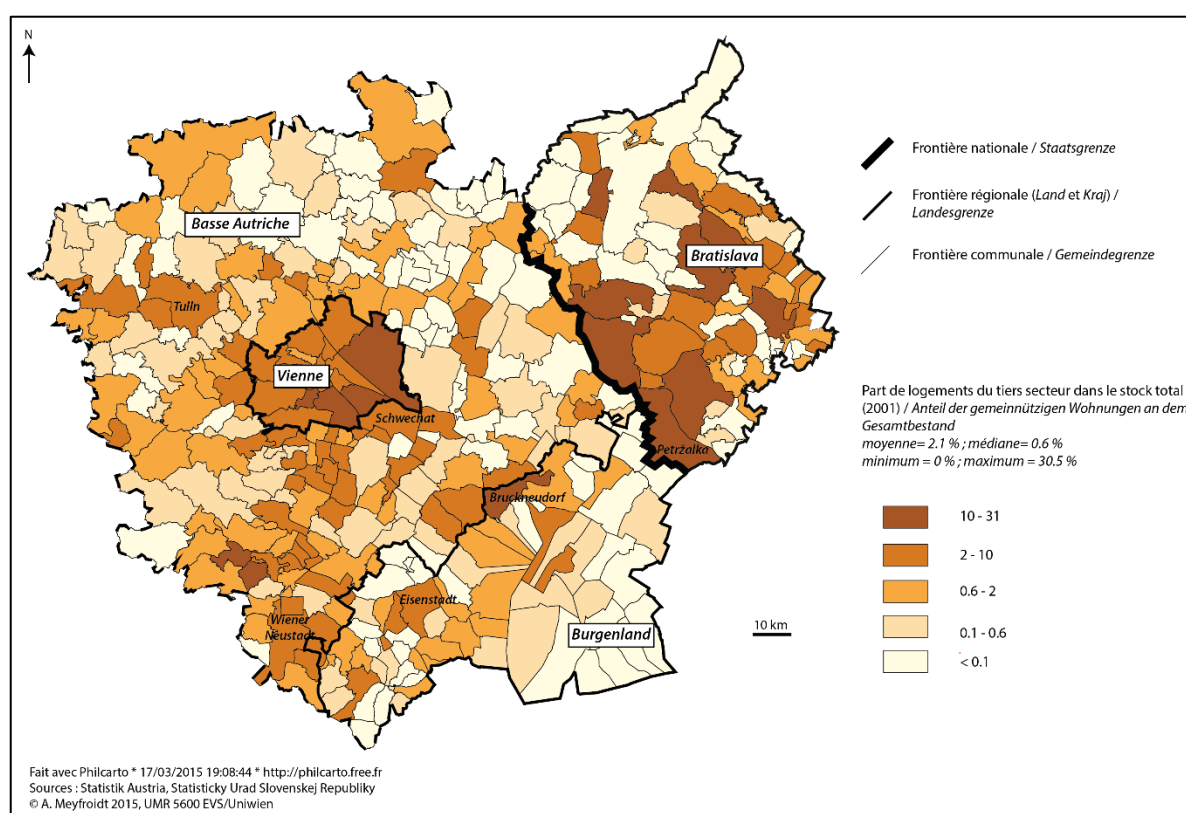 N
Basse Autriche
Bratislava
Tulln
Vienne
Schwechat
Petržalka
Bruckneudorf
Eisenstadt
Wiener
Neustadt
Burgenland
10 km
Frontière nationale / Staatsgrenze
Frontière régionale (Land et Kraj) /
Landesgrenze
Frontière communale / Gemeindegrenze
Part de logements du tiers secteur dans le stock total
(2001) / Anteil der gemeinnützigen Wohnungen an dem
Gesamtbestand
moyenne= 2.1 % ; médiane= 0.6 %
minimum = 0 % ; maximum = 30.5 %
10 - 31
2 - 10
0.6 - 2
0.1 - 0.6
< 0.1
Fait avec Philcarto * 17/03/2015 19:08:44 * http://philcarto.free.fr
Sources : Statistik Austria, Statisticky Urad Slovenskej Republiky
© A. Meyfroidt 2015, UMR 5600 EVS/Uniwien